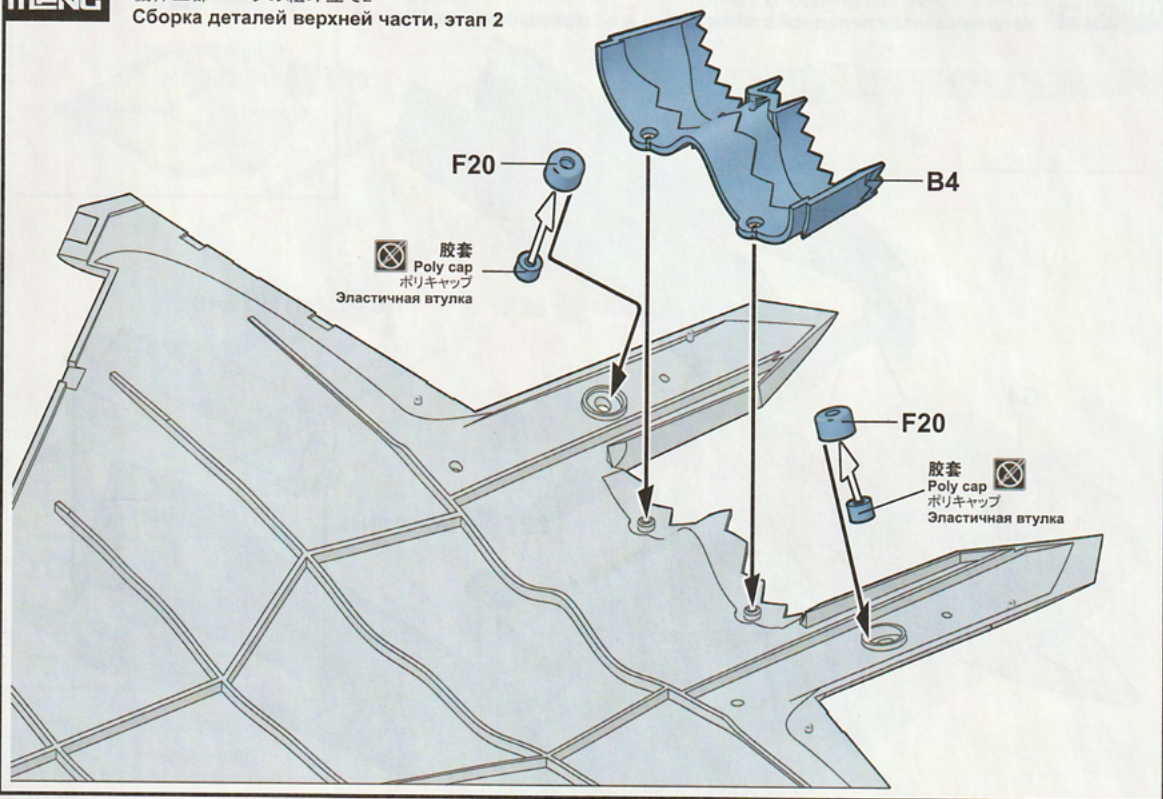 MENG
Сборка деталей верхней части, этап 2
F20
B4
胶套
Poly cap
ポリキャップ
Эластичная втулка
F20
胶套
Poly cap
ポリキャップ
Эластичная втулка